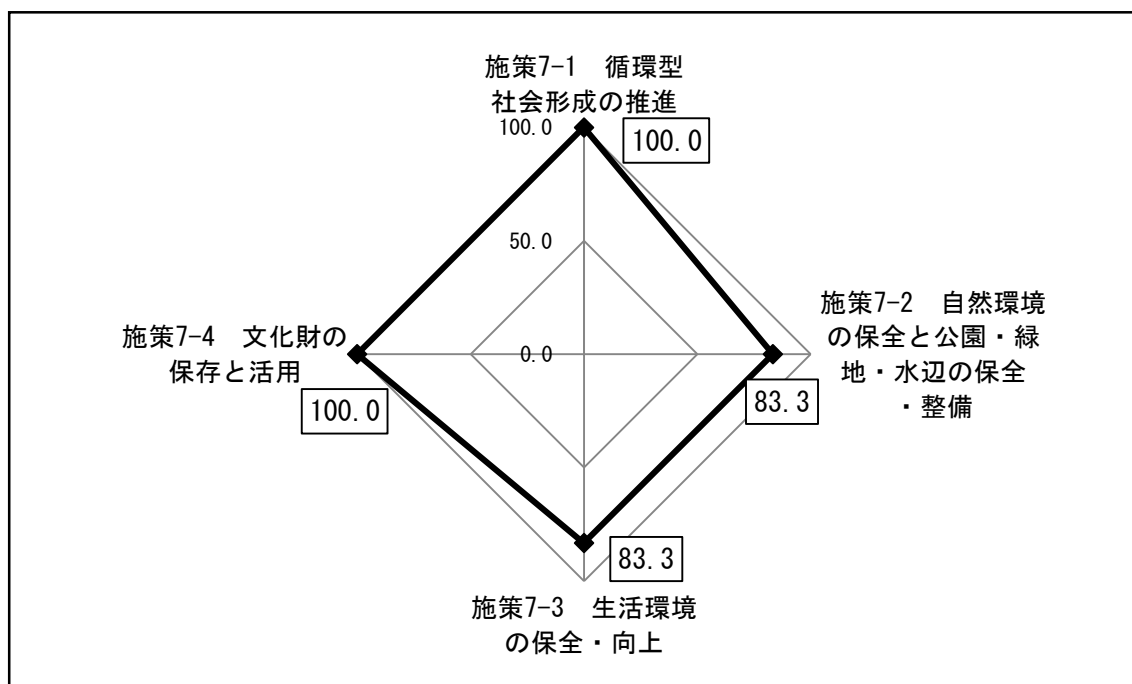 施策7-1　循環型
社会形成の推進
100.0
100.0
50.0
施策7-2　自然環境
の保全と公園・緑
地・水辺の保全
・整備
83.3
施策7-4　文化財の
保存と活用
100.0
0.0
83.3
施策7-3　生活環境
の保全・向上